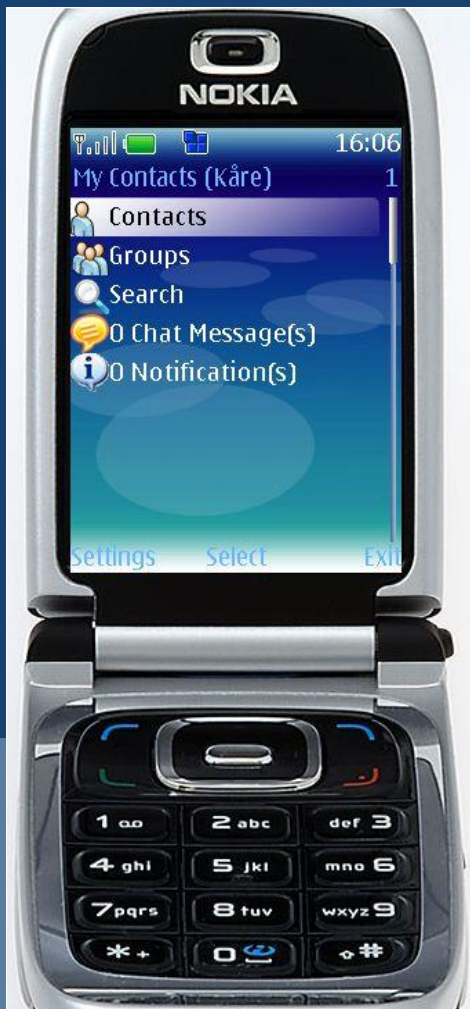 NOKIA
16:06
My Contacts (Kåre) 1
Contacts
Groups
Search
0 Chat Message(s)
0 Notification(s)
Settings Select Exit
1 2 abc def 3
4 ghi 5 jkl mno 6
7pqrs 8 tuv wxyz 9
* + 0 #